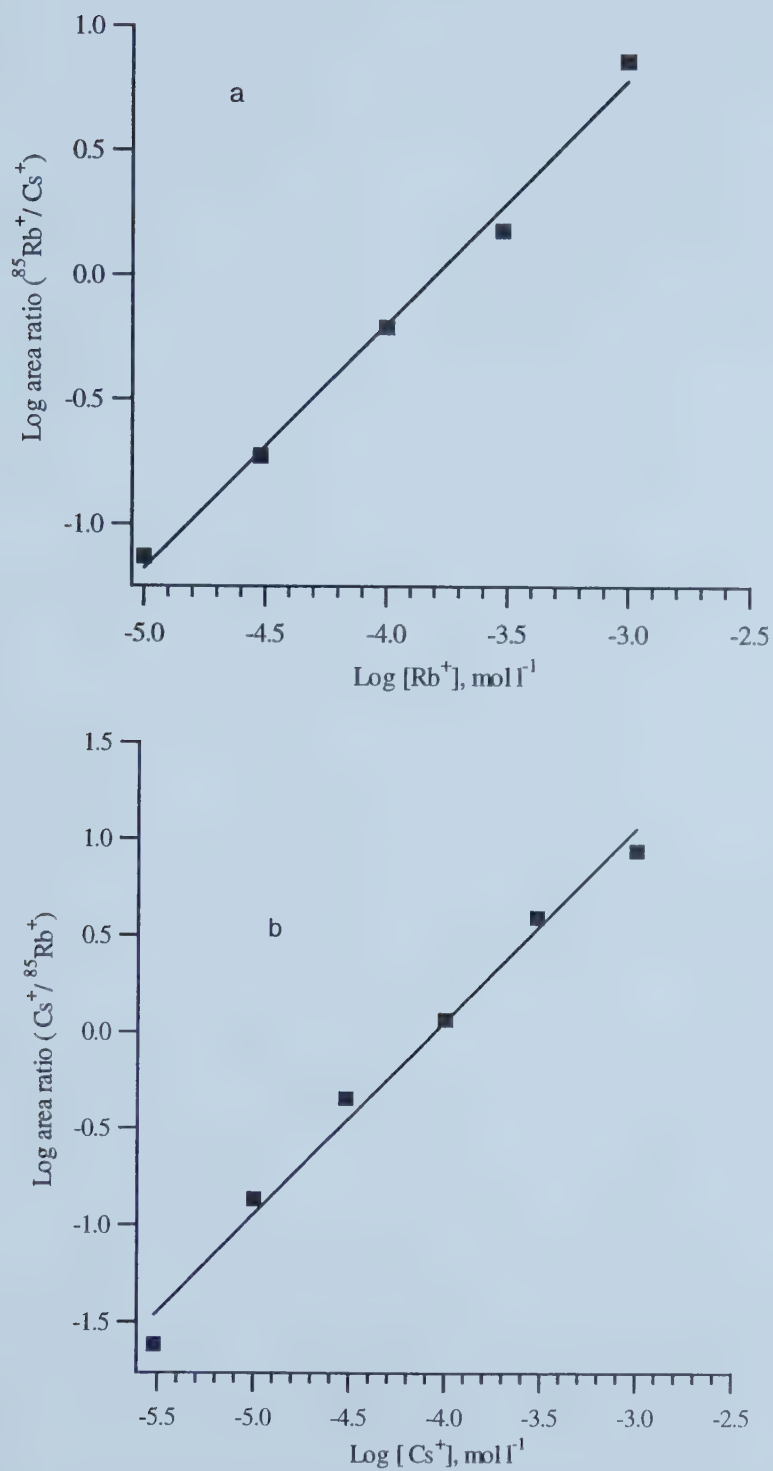 1.0
a
0.5
0.0
-0.5
-1.0
Log area ratio (⁸⁵Rb⁺/ Cs⁺)
-5.0 -4.5 -4.0 -3.5 -3.0 -2.5
Log [Rb⁺], mol l⁻¹
1.5
1.0
b
0.5
0.0
-0.5
-1.0
-1.5
Log area ratio (Cs⁺/ ⁸⁵Rb⁺)
-5.5 -5.0 -4.5 -4.0 -3.5 -3.0 -2.5
Log [Cs⁺], mol l⁻¹